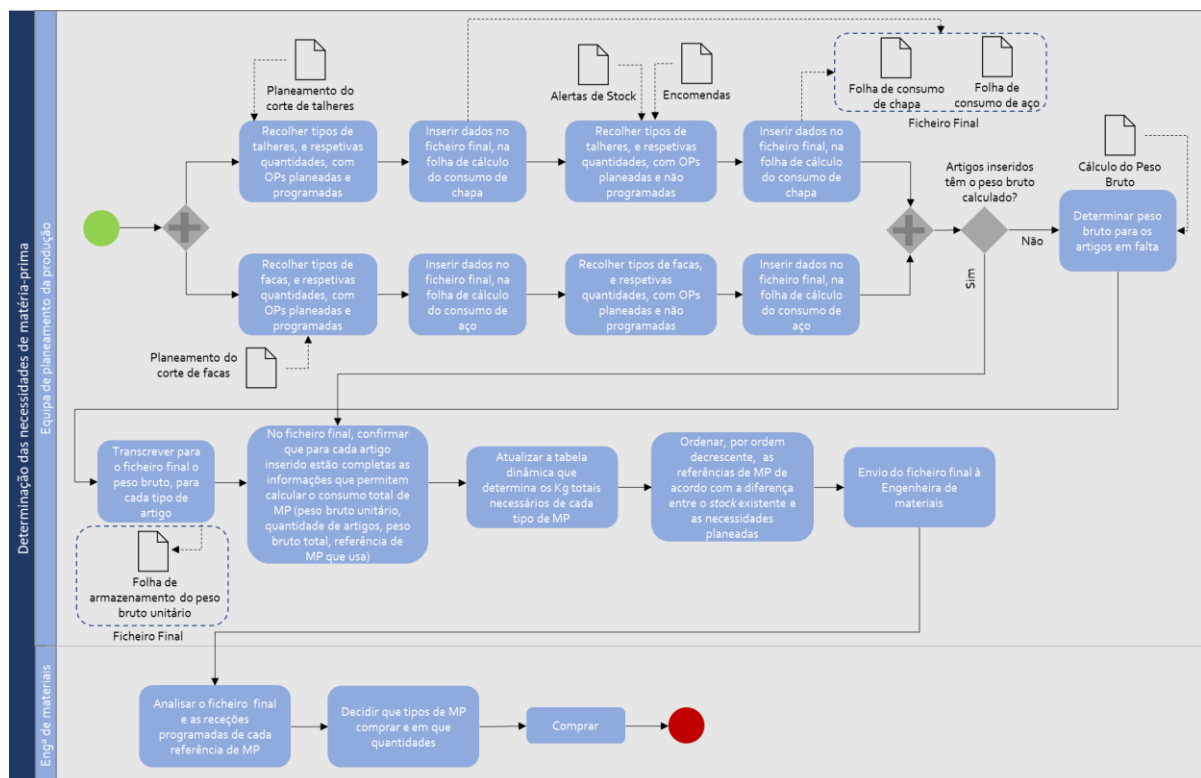 Determinação das necessidades de matéria-prima
Equipa de planeamento da produção
Planeamento do
corte de talheres
Alertas de Stock
Encomendas
Folha de consumo
de chapa
Folha de
consumo de aço
Ficheiro Final
Recolher tipos de
talheres, e respetivas
quantidades, com
OPs planeadas e
programadas
Inserir dados no
ficheiro final, na
folha de cálculo
do consumo de
chapa
Recolher tipos de
talheres, e respetivas
quantidades, com OPs
planeadas e não
programadas
Inserir dados no
ficheiro final, na
folha de cálculo
do consumo de
chapa
Artigos inseridos
têm o peso bruto
calculado?
Não
Sim
Cálculo do Peso
Bruto
Determinar peso
bruto para os
artigos em falta
Recolher tipos de
facas, e respetivas
quantidades, com
OPs planeadas e
programadas
Inserir dados no
ficheiro final, na
folha de cálculo
do consumo de
aço
Recolher tipos de facas,
e respetivas
quantidades, com OPs
planeadas e não
programadas
Inserir dados no
ficheiro final, na
folha de cálculo
do consumo de
aço
Planeamento do
corte de facas
Transcrever para
o ficheiro final o
peso bruto, para
cada tipo de
artigo
No ficheiro final, confirmar
que para cada artigo
inserido estão completas as
informações que permitem
calcular o consumo total de
MP (peso bruto unitário,
quantidade de artigos, peso
bruto total, referência de
MP que usa)
Atualizar a tabela
dinâmica que
determina os Kg totais
necessários de cada
tipo de MP
Ordenar, por ordem
decrescente, as
referências de MP de
acordo com a diferença
entre o stock existente e
as necessidades
planeadas
Envio do ficheiro final à
Engenheira de
materiais
Folha de
armazenamento do peso
bruto unitário
Ficheiro Final
Engª de materiais
Analisar o ficheiro final
e as receções
programadas de cada
referência de MP
Decidir que tipos de MP
comprar e em que
quantidades
Comprar